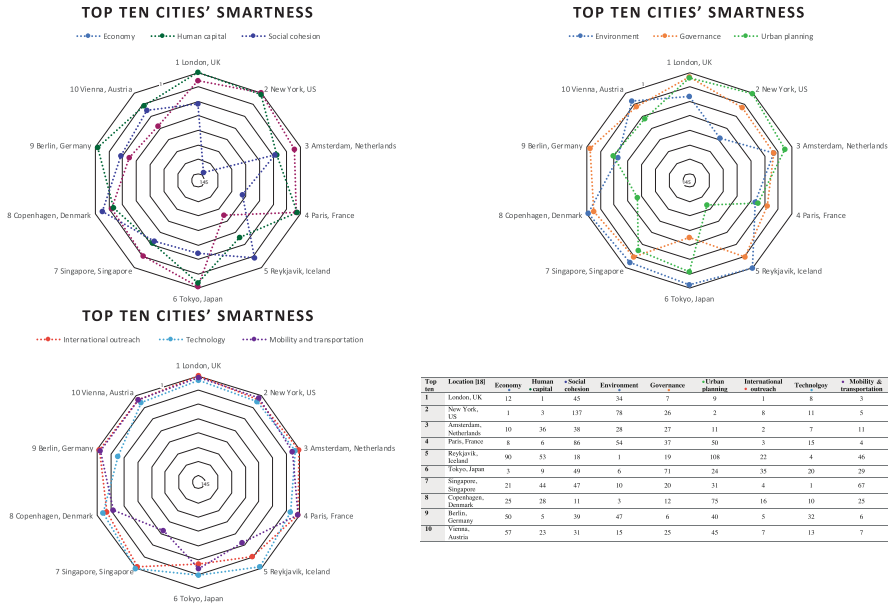 TOP TEN CITIES' SMARTNESS
Economy Human capital Social cohesion
1 London, UK
10 Vienna, Austria 1 2 New York, US
9 Berlin, Germany 3 Amsterdam, Netherlands
145
8 Copenhagen, Denmark 4 Paris, France
7 Singapore, Singapore 5 Reykjavik, Iceland
6 Tokyo, Japan
TOP TEN CITIES' SMARTNESS
Environment Governance Urban planning
1 London, UK
10 Vienna, Austria 1 2 New York, US
9 Berlin, Germany 3 Amsterdam, Netherlands
145
8 Copenhagen, Denmark 4 Paris, France
7 Singapore, Singapore 5 Reykjavik, Iceland
6 Tokyo, Japan
TOP TEN CITIES' SMARTNESS
International outreach Technology Mobility and transportation
1 London, UK
10 Vienna, Austria 1 2 New York, US
9 Berlin, Germany 3 Amsterdam, Netherlands
145
8 Copenhagen, Denmark 4 Paris, France
7 Singapore, Singapore 5 Reykjavik, Iceland
6 Tokyo, Japan
Top Location [18] Economy Human Social Environment Governance Urban International Technolgoy Mobility &
ten capital cohesion planning outreach transportation
1 London, UK 12 1 45 34 7 9 1 8 3
2 New York, 1 3 137 78 26 2 8 11 5
US
3 Amsterdam, 10 36 38 28 27 11 2 7 11
Netherlands
4 Paris, France 8 6 86 54 37 50 3 15 4
5 Reykjavik, 90 53 18 1 19 108 22 4 46
Iceland
6 Tokyo, Japan 3 9 49 6 71 24 35 20 29
7 Singapore, 21 44 47 10 20 31 4 1 67
Singapore
8 Copenhagen, 25 28 11 3 12 75 16 10 25
Denmark
9 Berlin, 50 5 39 47 6 40 5 32 6
Germany
10 Vienna, 57 23 31 15 25 45 7 13 7
Austria